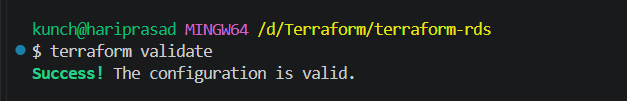 kunch@hariprasad MINGW64 /d/Terraform/terraform-rds
$ terraform validate
Success! The configuration is valid.